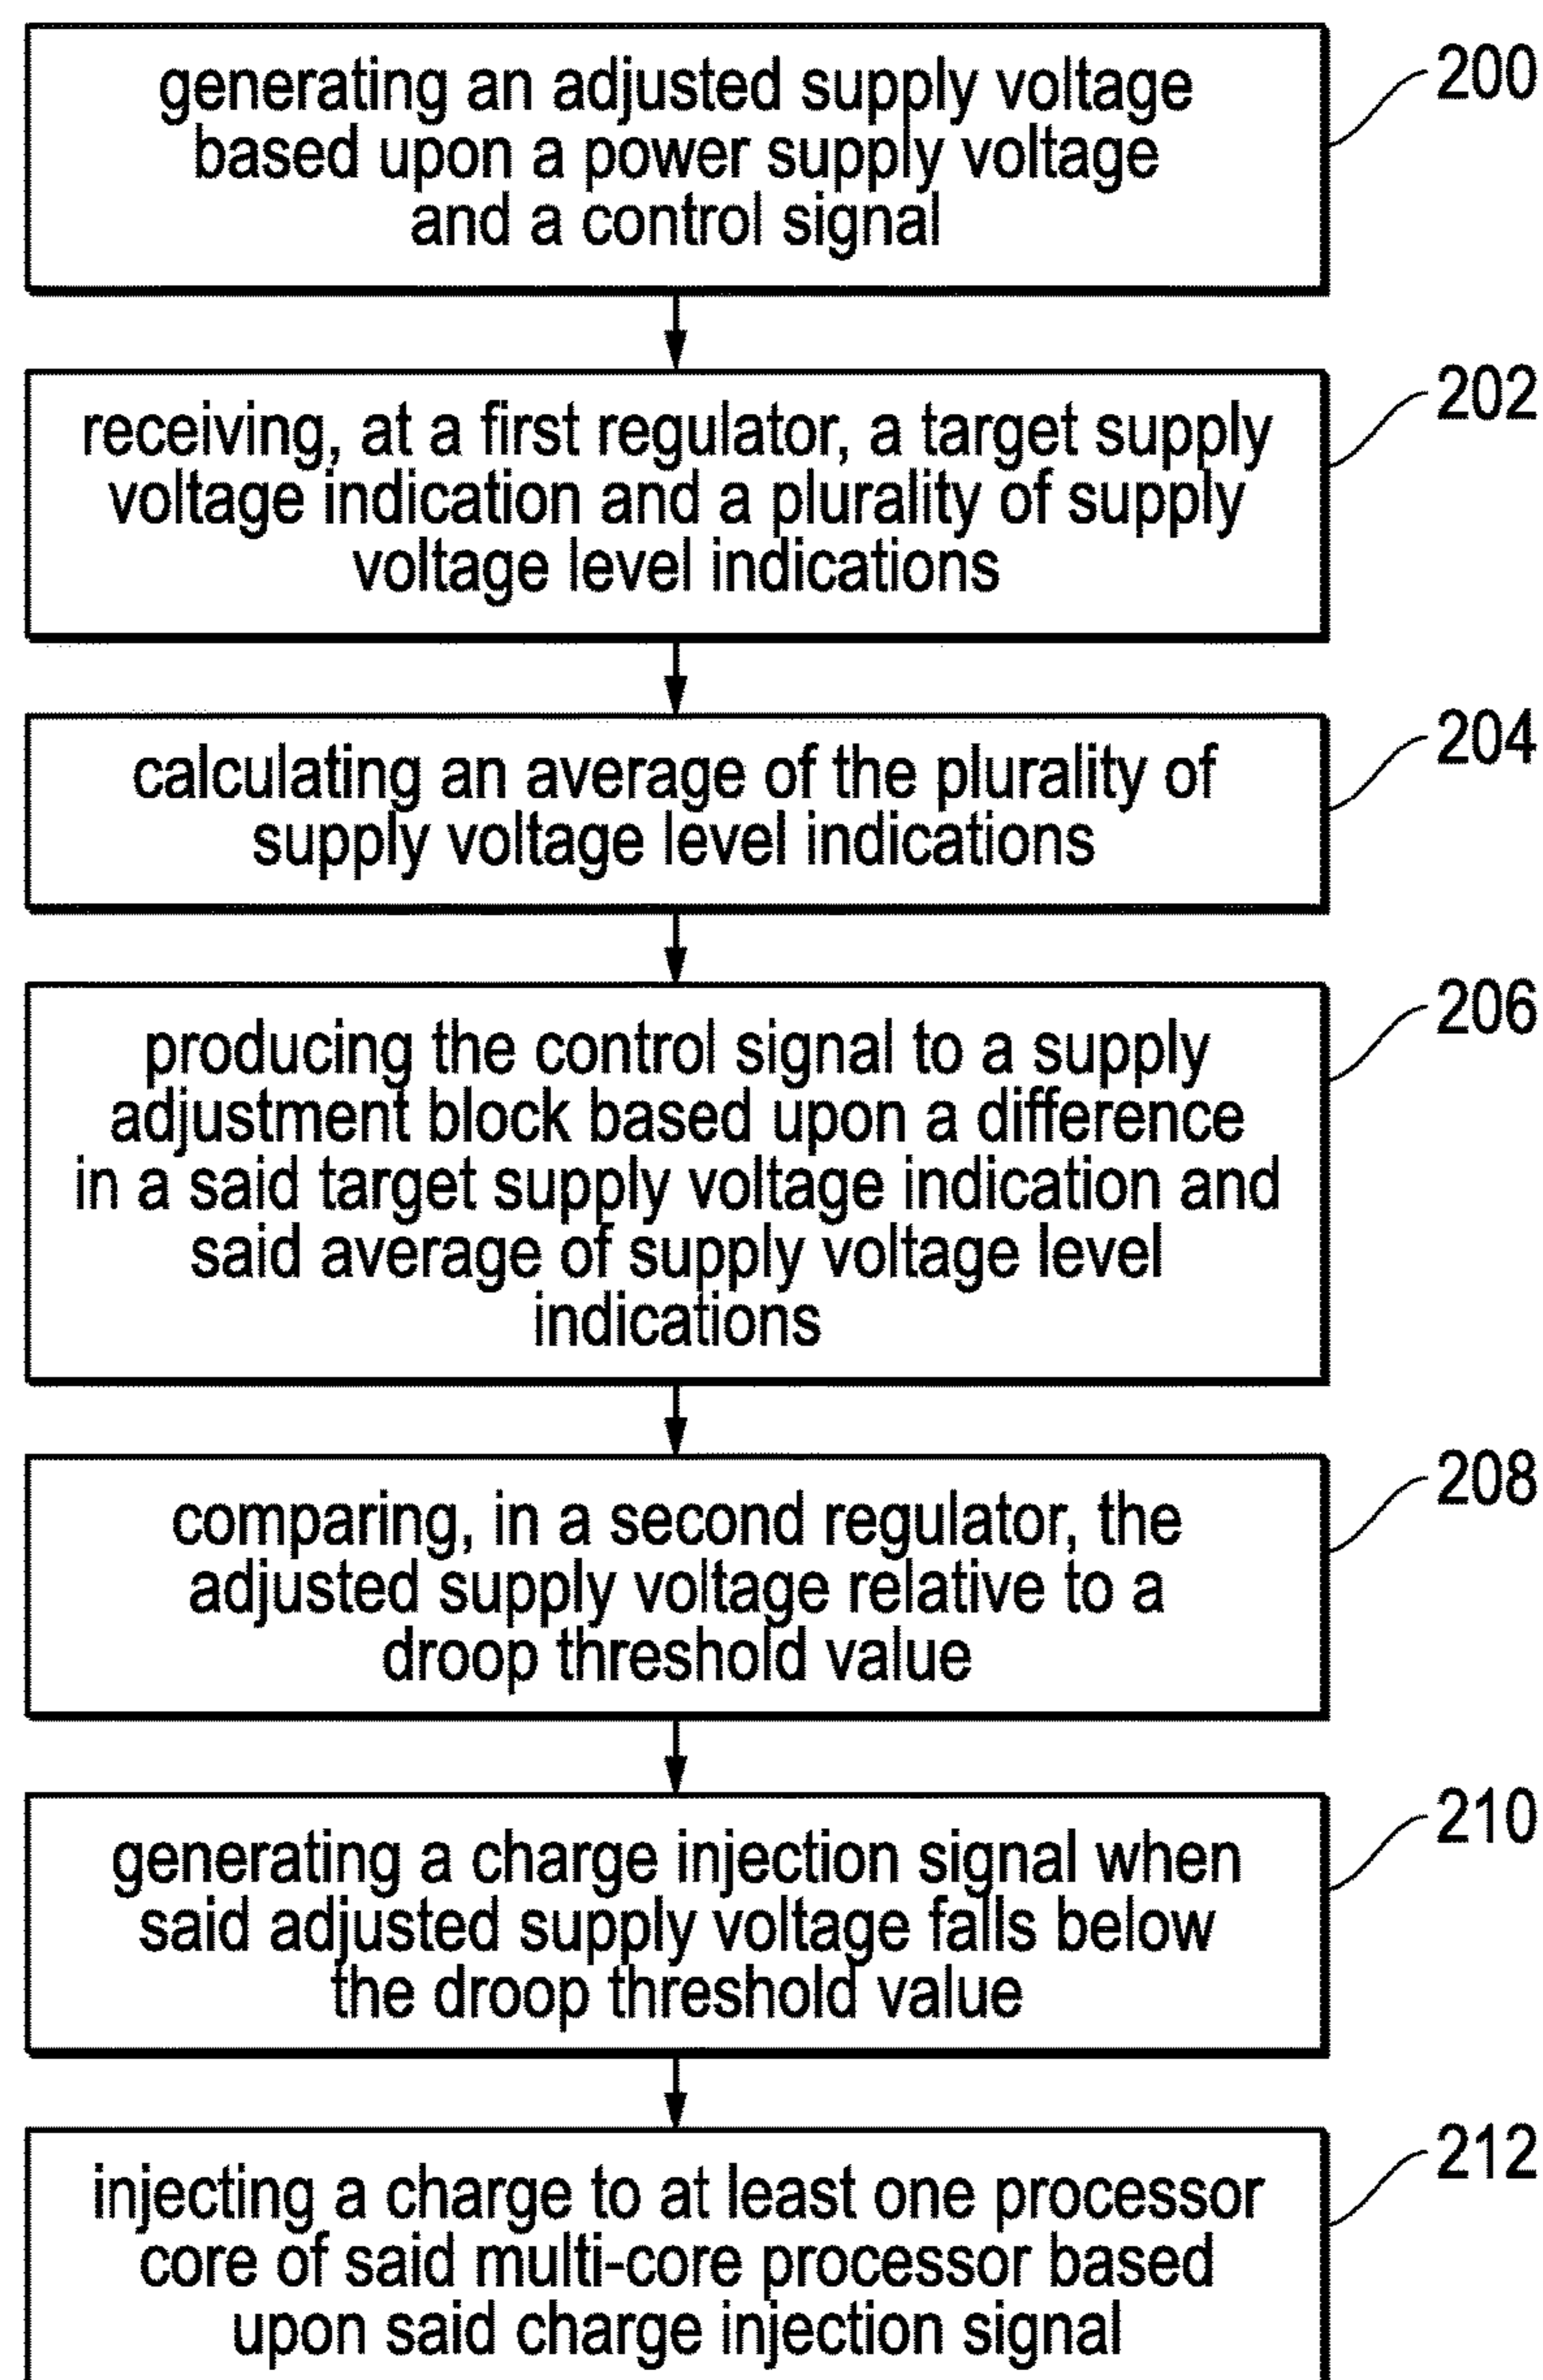 generating an adjusted supply voltage
based upon a power supply voltage
and a control signal
200
receiving, at a first regulator, a target supply
voltage indication and a plurality of supply
voltage level indications
202
calculating an average of the plurality of
supply voltage level indications
204
producing the control signal to a supply
adjustment block based upon a difference
in a said target supply voltage indication and
said average of supply voltage level
indications
206
comparing, in a second regulator, the
adjusted supply voltage relative to a
droop threshold value
208
generating a charge injection signal when
said adjusted supply voltage falls below
the droop threshold value
210
injecting a charge to at least one processor
core of said multi-core processor based
upon said charge injection signal
212